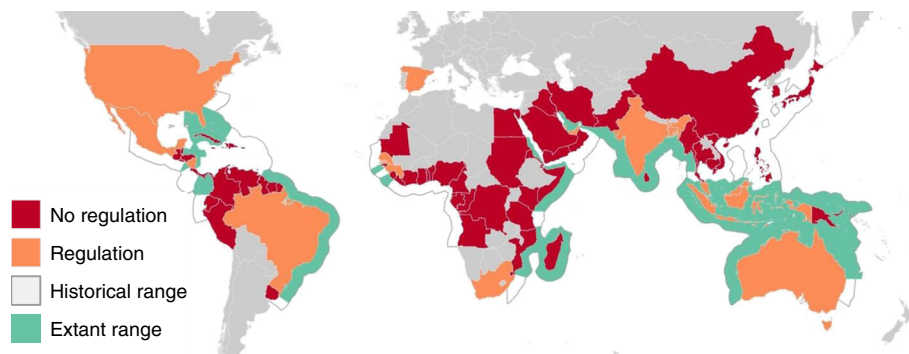 No regulation
Regulation
Historical range
Extant range